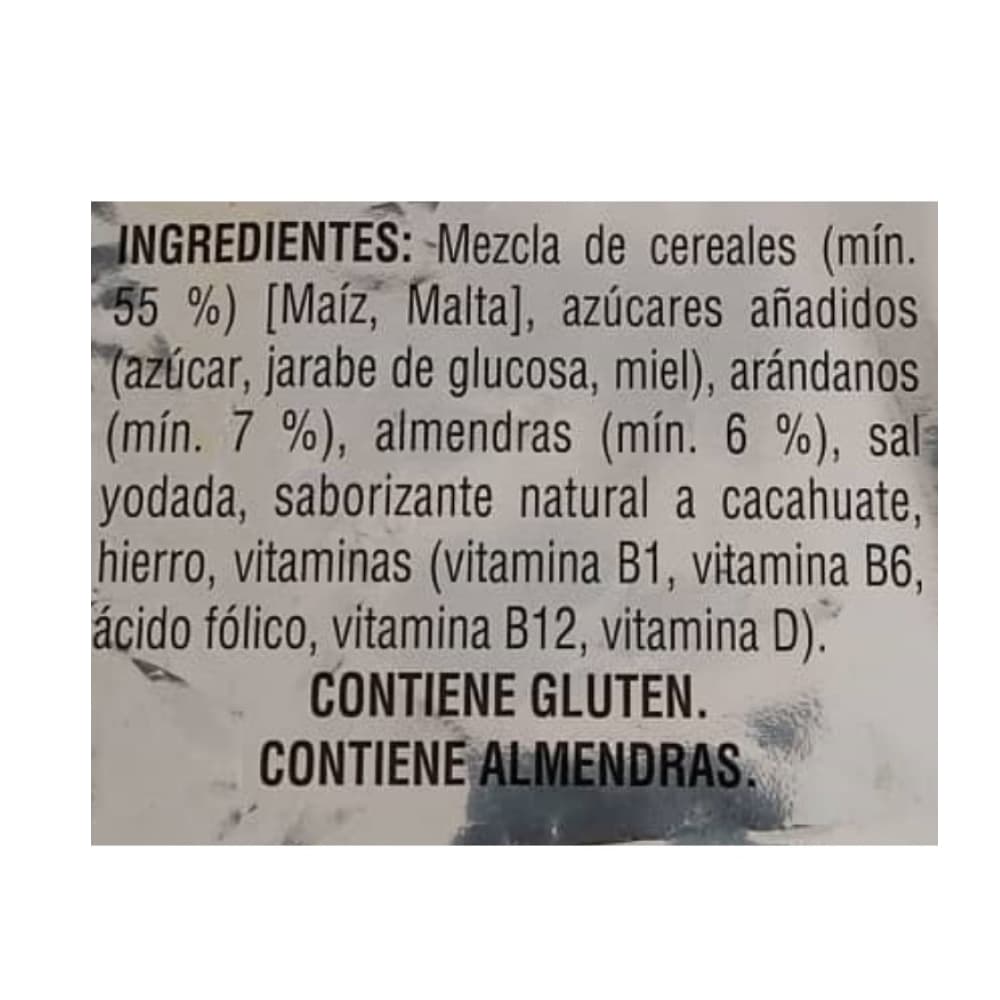 INGREDIENTES: Mezcla de cereales (mín.
55 %) [Maíz, Malta], azúcares añadidos
(azúcar, jarabe de glucosa, miel), arándanos
(mín. 7 %), almendras (mín. 6 %), sal
yodada, saborizante natural a cacahuate,
hierro, vitaminas (vitamina B1, vitamina B6,
ácido fólico, vitamina B12, vitamina D).
CONTIENE GLUTEN.
CONTIENE ALMENDRAS.